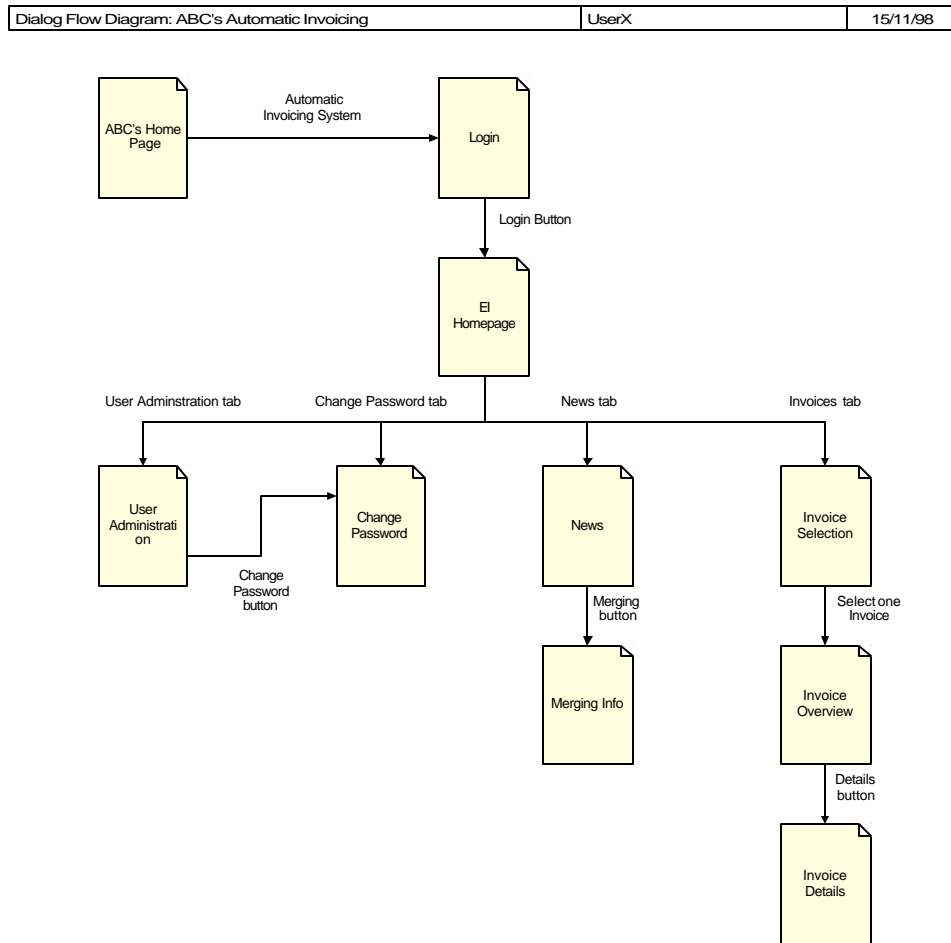 Dialog Flow Diagram: ABC's Automatic Invoicing
UserX
15/11/98
Automatic
Invoicing System
ABC's Home
Page
Login
Login Button
EI
Homepage
User Adminstration tab
Change Password tab
News tab
Invoices tab
User
Administrati
on
Change
Password
News
Invoice
Selection
Change
Password
button
Merging
button
Select one
Invoice
Merging Info
Invoice
Overview
Details
button
Invoice
Details